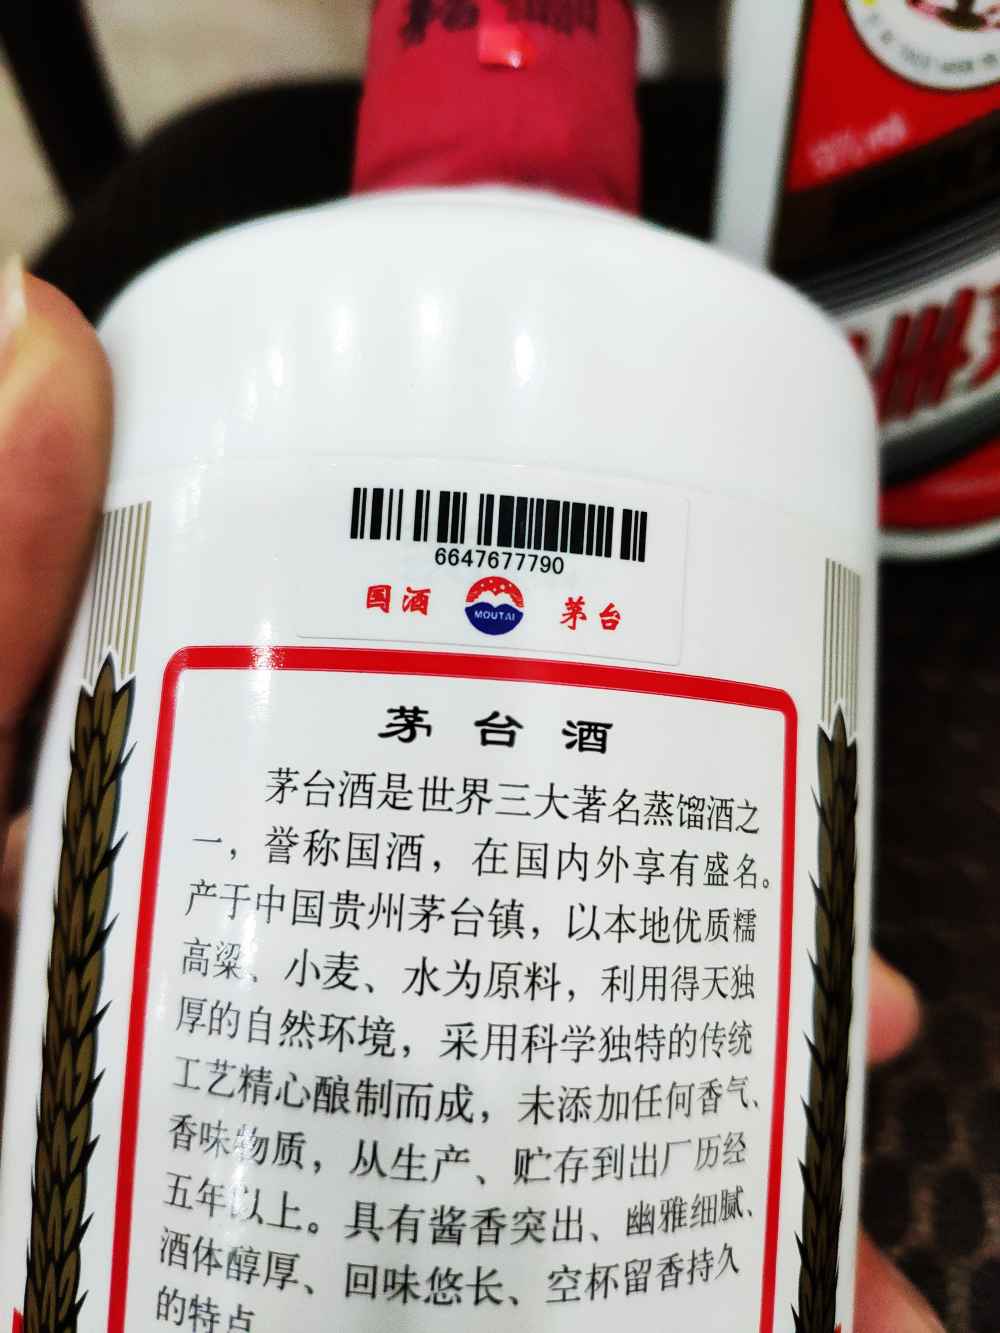 6647677790
国酒 MOUTAI 茅台
茅台酒
茅台酒是世界三大著名蒸馏酒之
一，誉称国酒，在国内外享有盛名。
产于中国贵州茅台镇，以本地优质糯
高粱、小麦、水为原料，利用得天独
厚的自然环境，采用科学独特的传统
工艺精心酿制而成，未添加任何香气、
香味物质，从生产、贮存到出厂历经
五年以上。具有酱香突出、幽雅细腻、
酒体醇厚、回味悠长、空杯留香持久
的特点
州